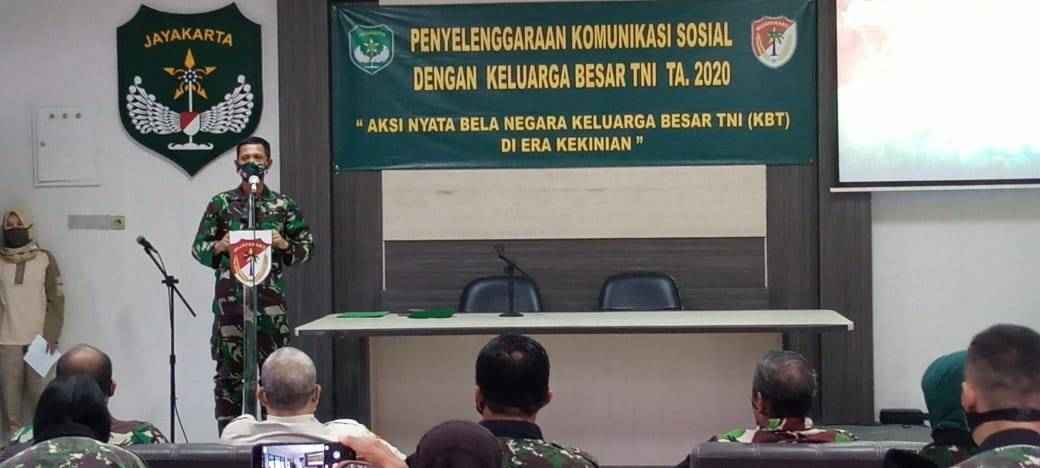 JAYAKARTA
PENYELENGGARAAN KOMUNIKASI SOSIAL
DENGAN KELUARGA BESAR TNI TA. 2020
“ AKSI NYATA BELA NEGARA KELUARGA BESAR TNI (KBT)
DI ERA KEKINIAN ”